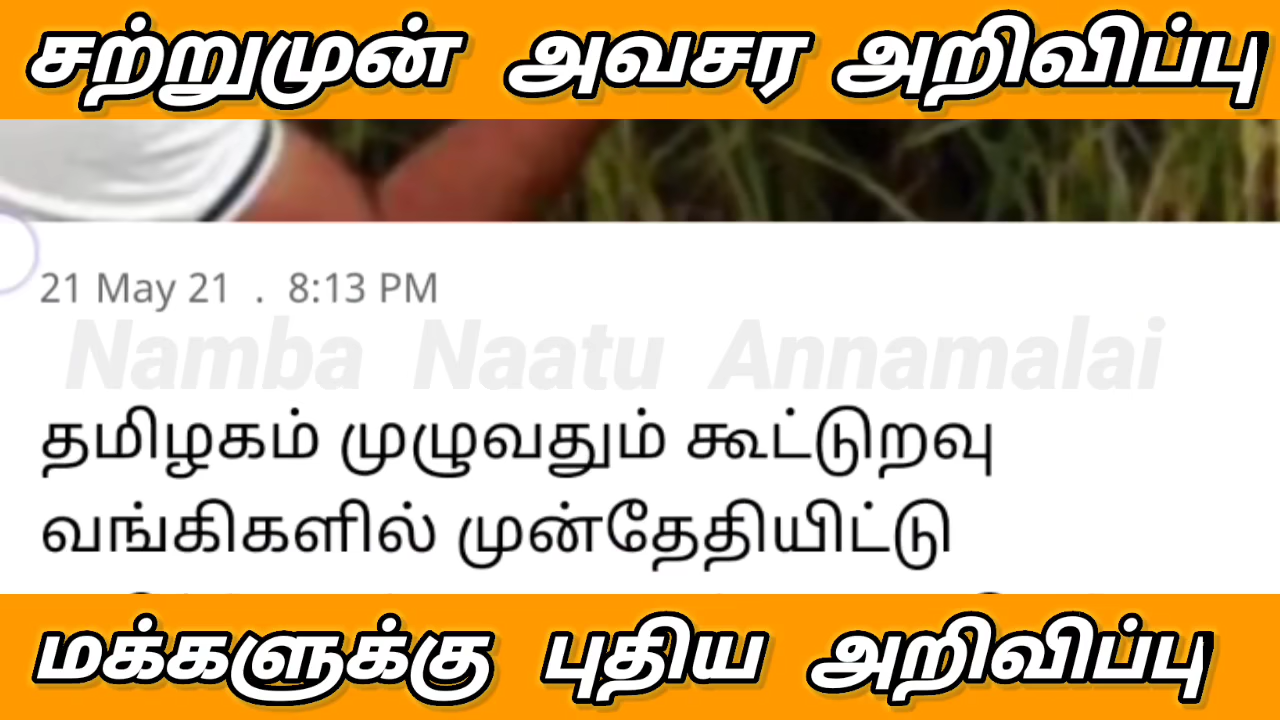 சற்றுமுன் அவசர அறிவிப்பு
21 May 21 . 8:13 PM
Namba Naatu Annamalai
தமிழகம் முழுவதும் கூட்டுறவு
வங்கிகளில் முன்தேதியிட்டு
மக்களுக்கு புதிய அறிவிப்பு